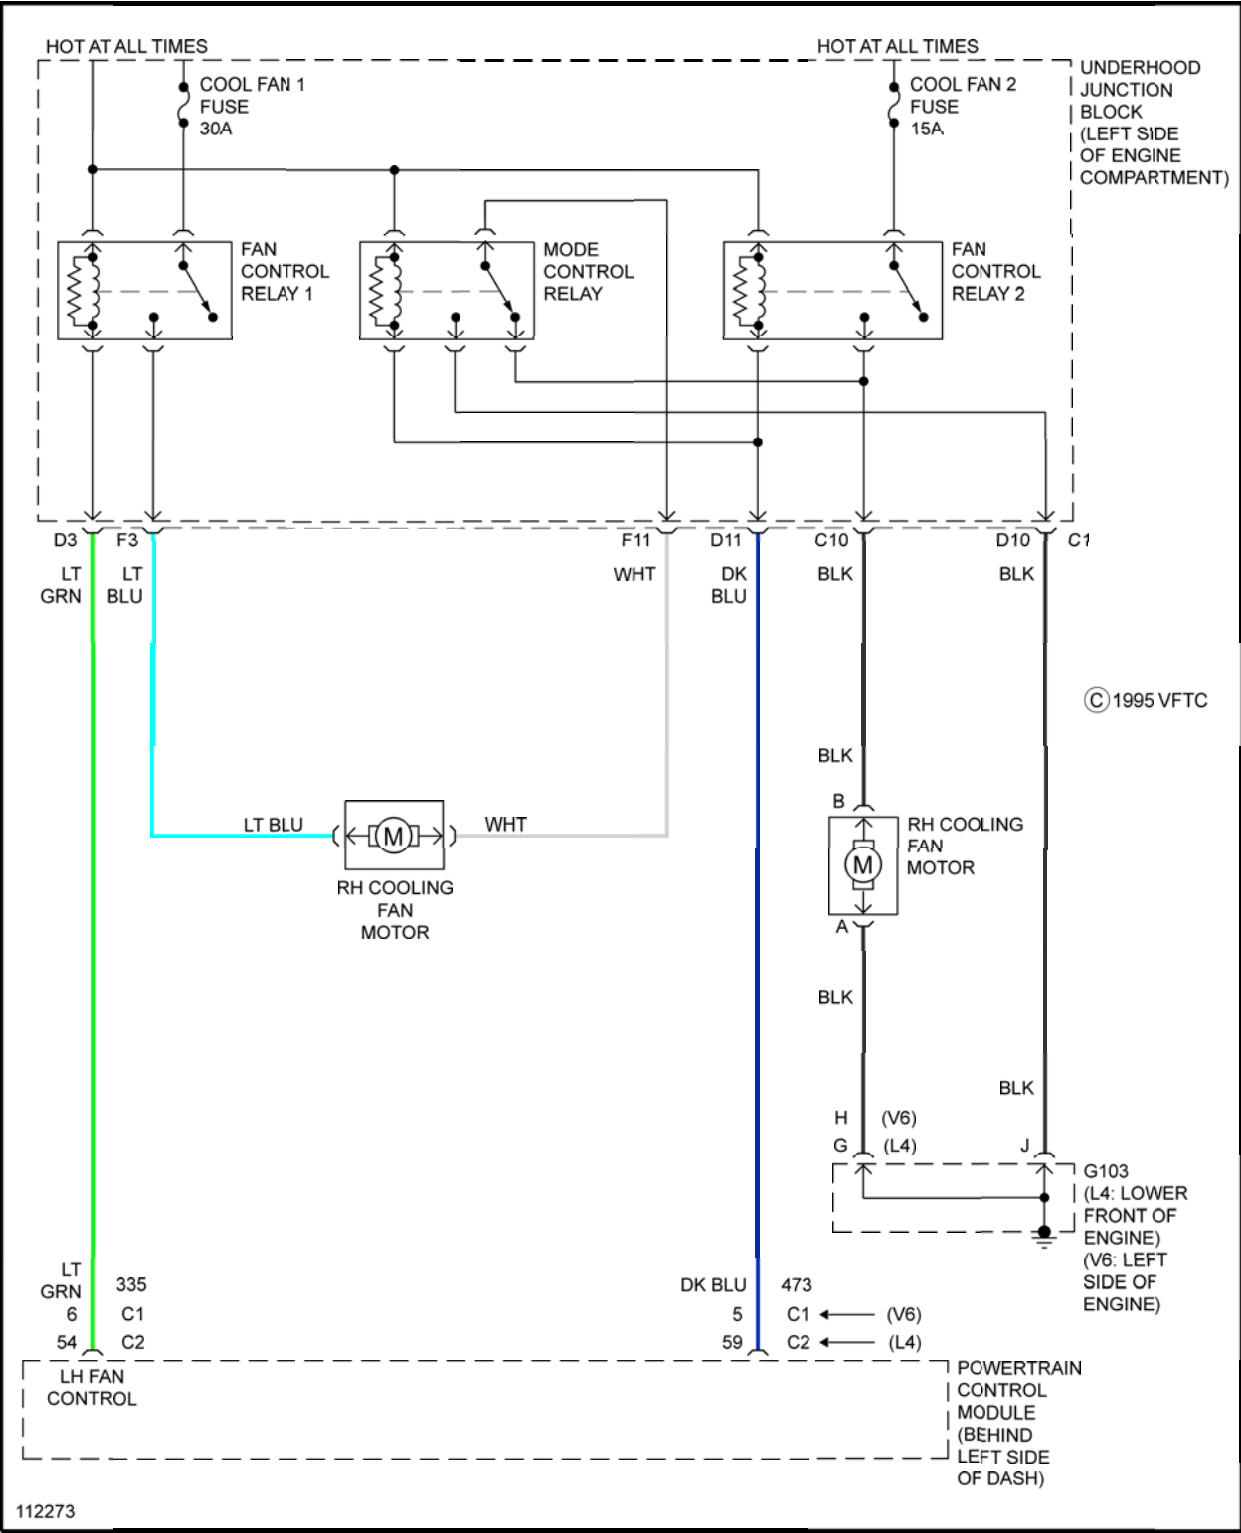 HOT AT ALL TIMES
HOT AT ALL TIMES
COOL FAN 1
FUSE
30A
COOL FAN 2
FUSE
15A
UNDERHOOD
JUNCTION
BLOCK
(LEFT SIDE
OF ENGINE
COMPARTMENT)
FAN
CONTROL
RELAY 1
MODE
CONTROL
RELAY
FAN
CONTROL
RELAY 2
D3
F3
F11
D11
C10
D10
C1
LT
GRN
LT
BLU
WHT
DK
BLU
BLK
BLK
© 1995 VFTC
BLK
B
LT BLU
M
WHT
RH COOLING
FAN
MOTOR
M
RH COOLING
FAN
MOTOR
A
BLK
BLK
H (V6)
G (L4)
J
G103
(L4: LOWER
FRONT OF
ENGINE)
(V6: LEFT
SIDE OF
ENGINE)
LT
GRN
335
6 C1
54 C2
DK BLU 473
5 C1 (V6)
59 C2 (L4)
LH FAN
CONTROL
POWERTRAIN
CONTROL
MODULE
(BEHIND
LEFT SIDE
OF DASH)
112273